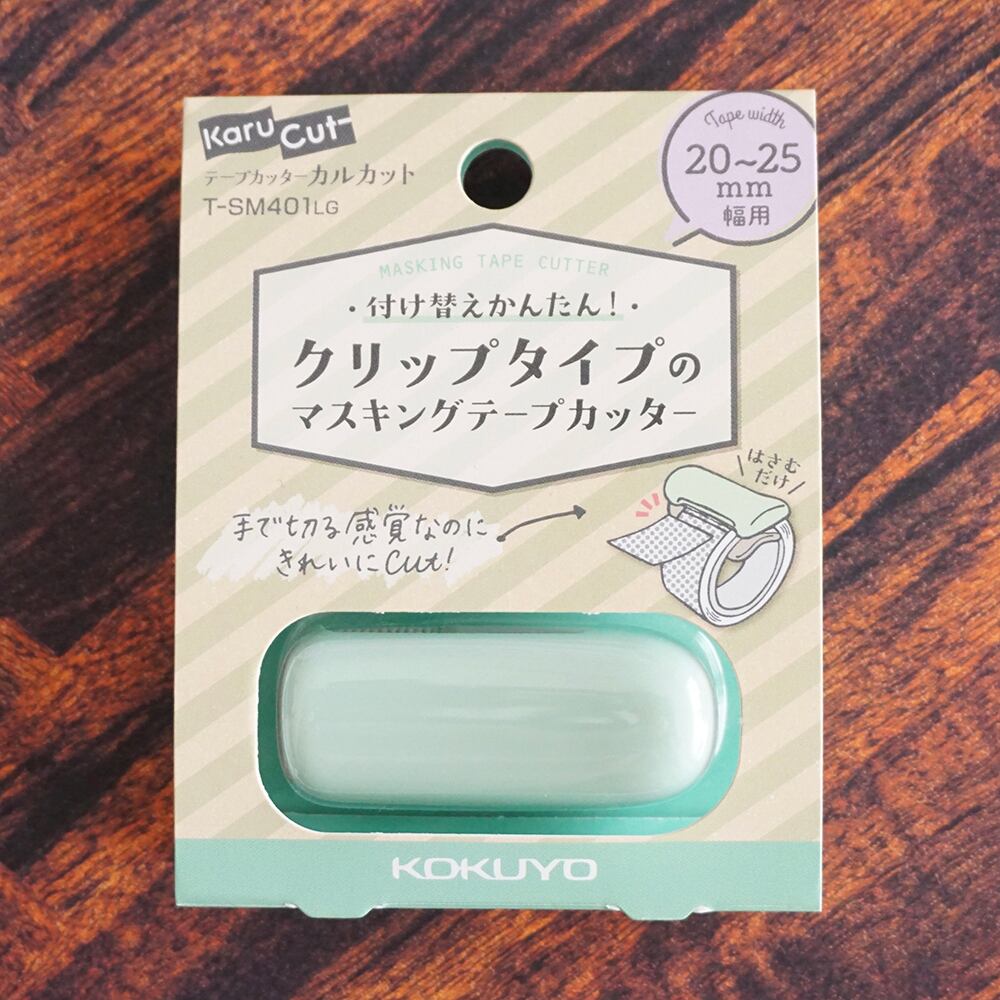 Karu Cut
テープカッターカルカット
T-SM401LG
Tape width
20~25
mm
幅用
MASKING TAPE CUTTER
・付け替えかんたん!・
クリップタイプの
マスキングテープカッター
はさむ
だけ
手で切る感覚なのに
きれいにCut!
KOKUYO